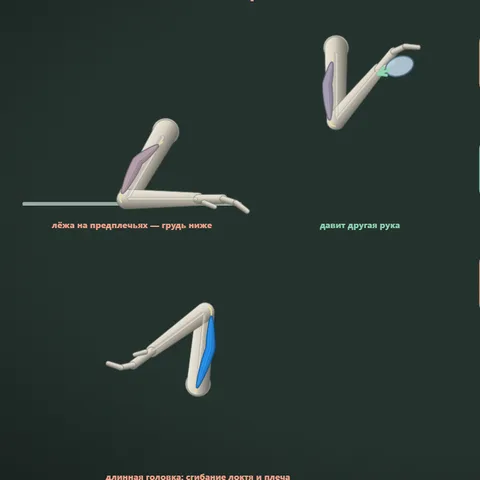 лёжа на предплечьях — грудь ниже
давит другая рука
длинная головка: сгибание локтя и плеча